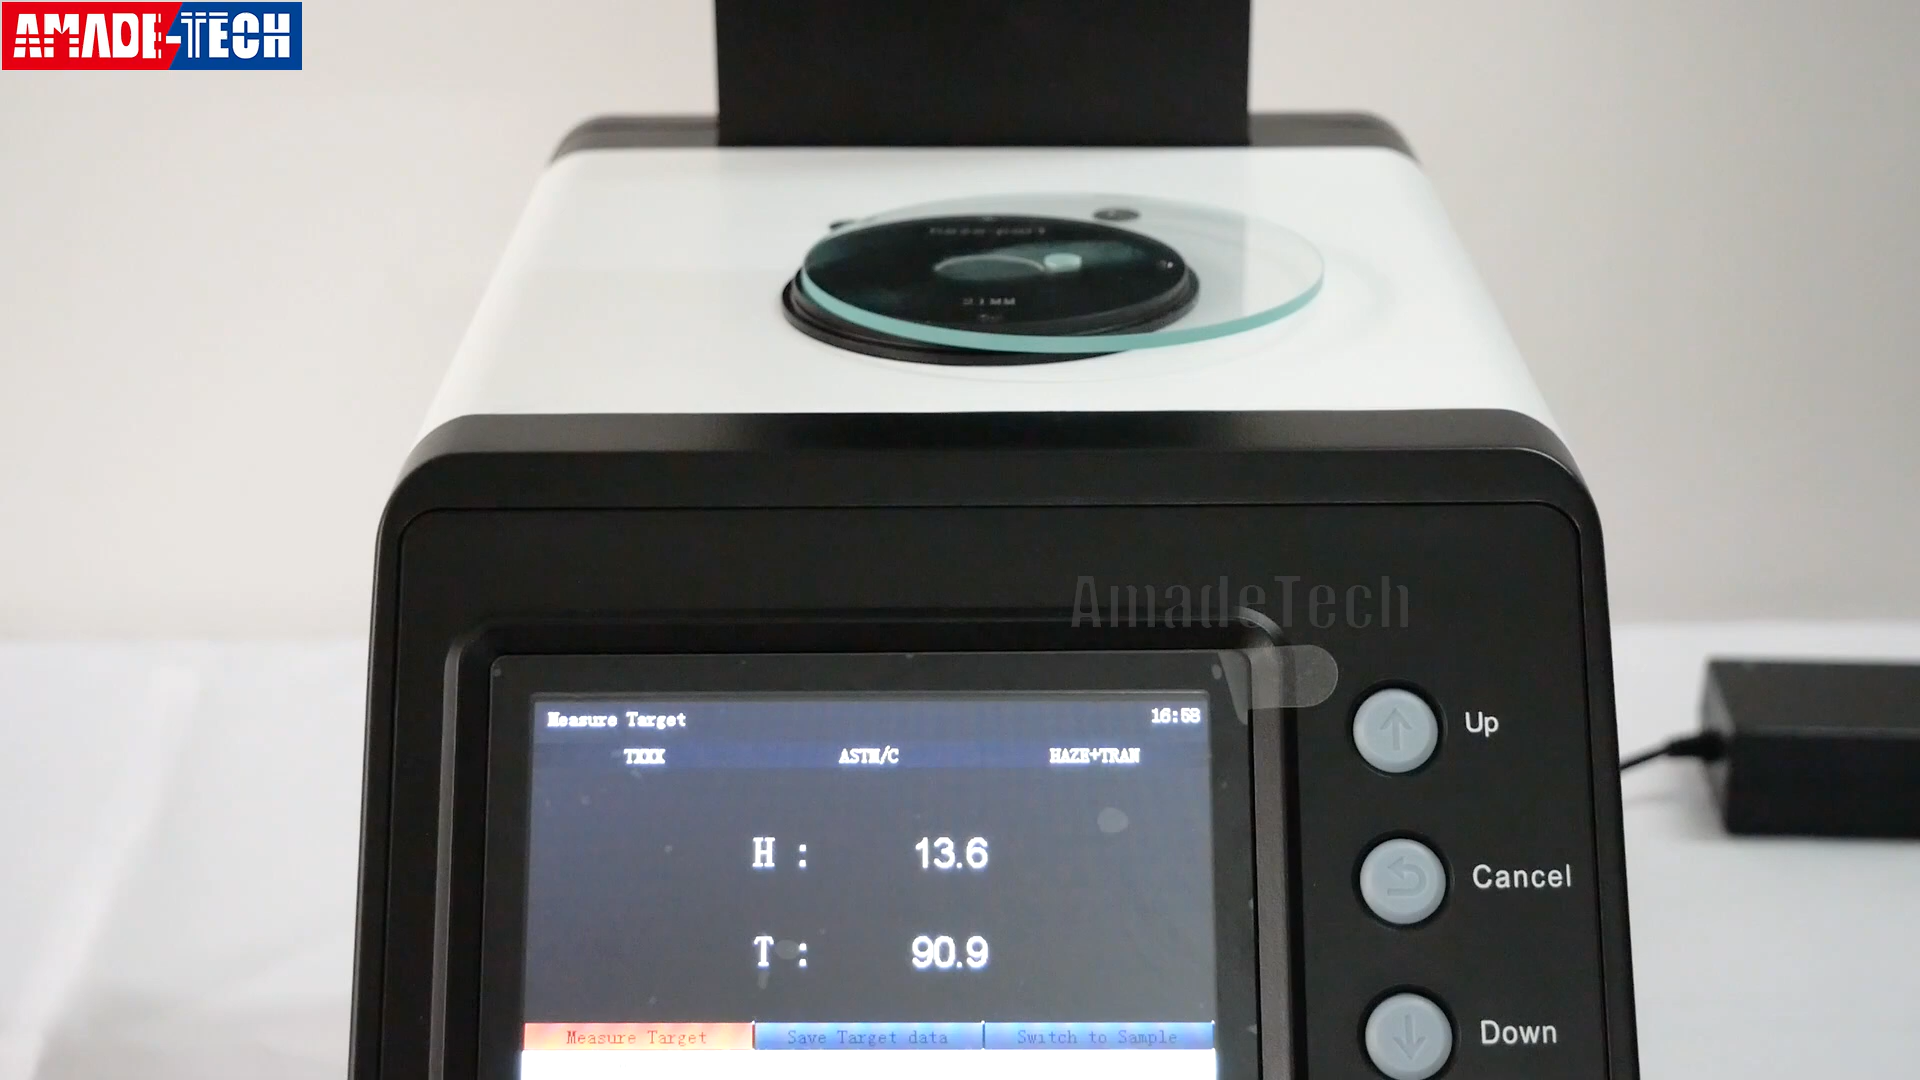 AMADE-TECH
21MM
AmadeTech
Measure Target 16:58
TXXX ASTM/C HAZE+TRAN
H : 13.6
T : 90.9
Measure Target Save Target data Switch to Sample
Up
Cancel
Down